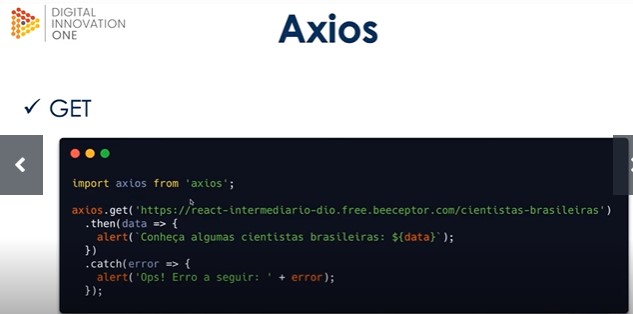 DIGITAL
INNOVATION
ONE
Axios
✓ GET
import axios from 'axios';
axios.get('https://react-intermediario-dio.free.beeceptor.com/cientistas-brasileiras')
.then(data => {
alert(`Conheça algumas cientistas brasileiras: ${data}`);
})
.catch(error => {
alert('Ops! Erro a seguir: ' + error);
});